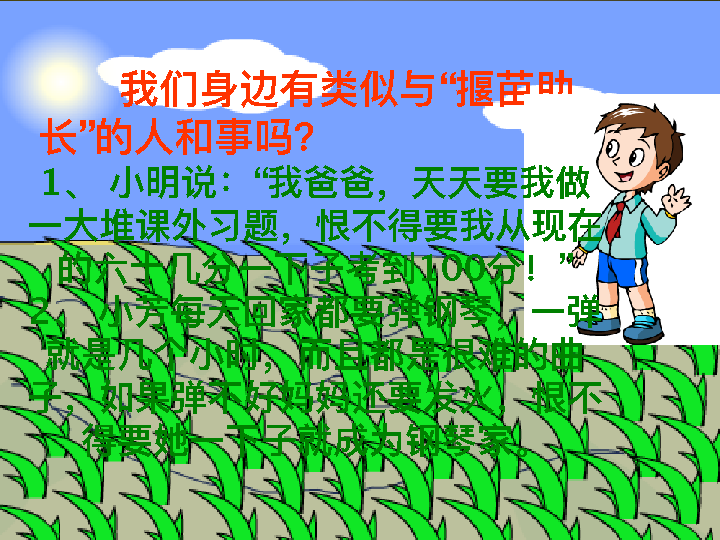 我们身边有类似与“揠苗助
长”的人和事吗?
1、 小明说：“我爸爸，天天要我做
一大堆课外习题，恨不得要我从现在
的六十几分一下子考到100分！”
2、 小芳每天回家都要弹钢琴，一弹
就是几个小时，而且都是很难的曲
子，如果弹不好妈妈还要发火，恨不
得要她一下子就成为钢琴家。